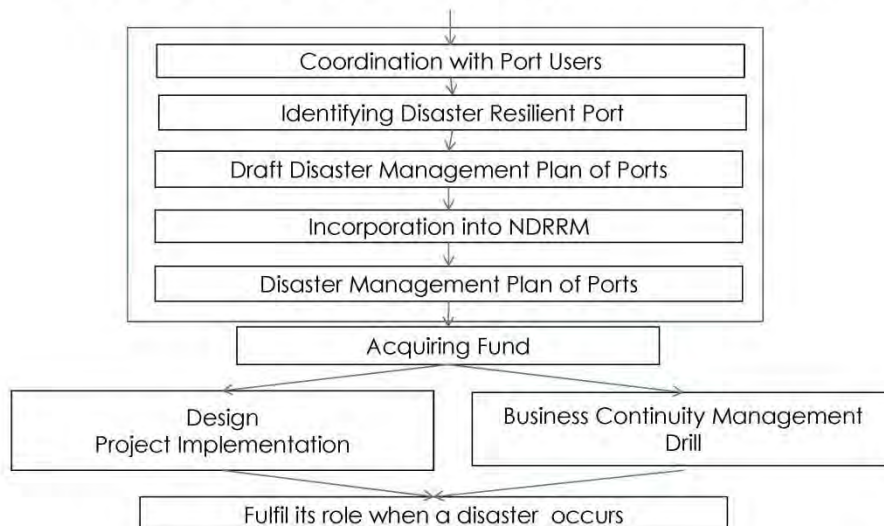 Coordination with Port Users
Identifying Disaster Resilient Port
Draft Disaster Management Plan of Ports
Incorporation into NDRRM
Disaster Management Plan of Ports
Acquiring Fund
Design
Project Implementation
Business Continuity Management
Drill
Fulfil its role when a disaster occurs